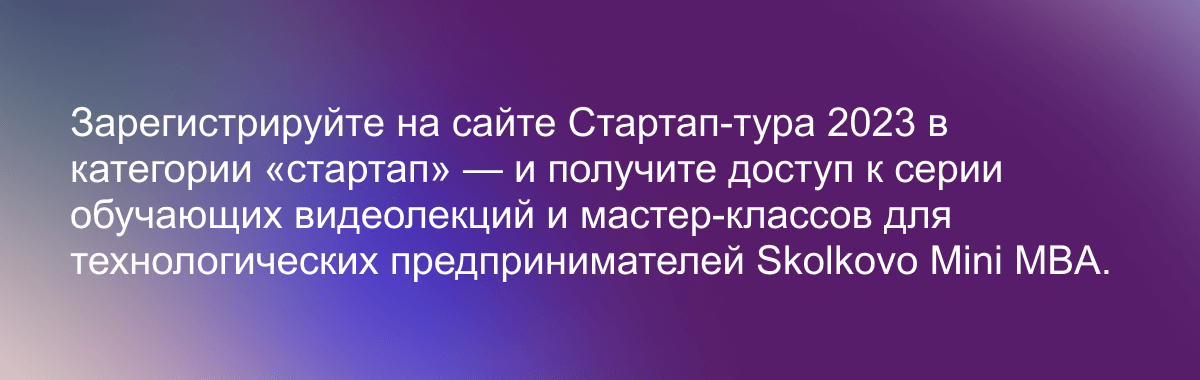 Зарегистрируйте на сайте Стартап-тура 2023 в
категории «стартап» — и получите доступ к серии
обучающих видеолекций и мастер-классов для
технологических предпринимателей Skolkovo Mini MBA.